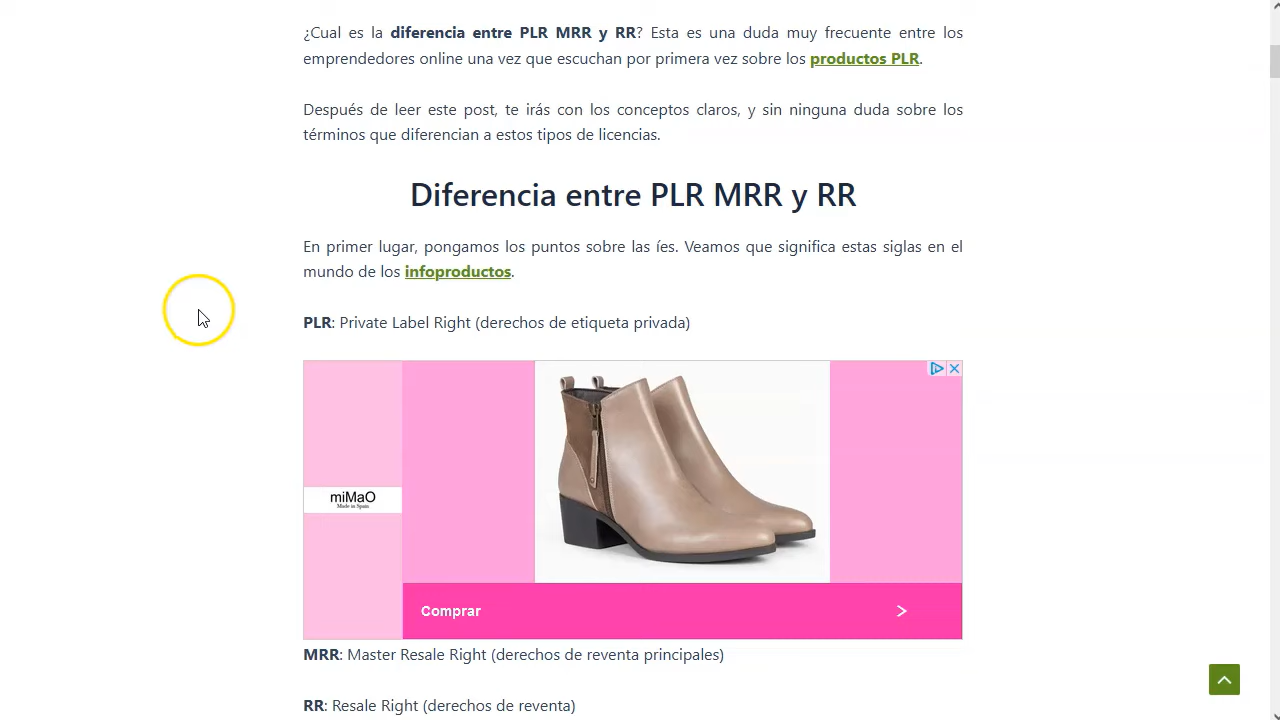 ¿Cual es la diferencia entre PLR MRR y RR? Esta es una duda muy frecuente entre los
emprendedores online una vez que escuchan por primera vez sobre los productos PLR.
Después de leer este post, te irás con los conceptos claros, y sin ninguna duda sobre los
términos que diferencian a estos tipos de licencias.
Diferencia entre PLR MRR y RR
En primer lugar, pongamos los puntos sobre las íes. Veamos que significa estas siglas en el
mundo de los infoproductos.
PLR: Private Label Right (derechos de etiqueta privada)
miMaO
Made in Spain
Comprar
MRR: Master Resale Right (derechos de reventa principales)
RR: Resale Right (derechos de reventa)